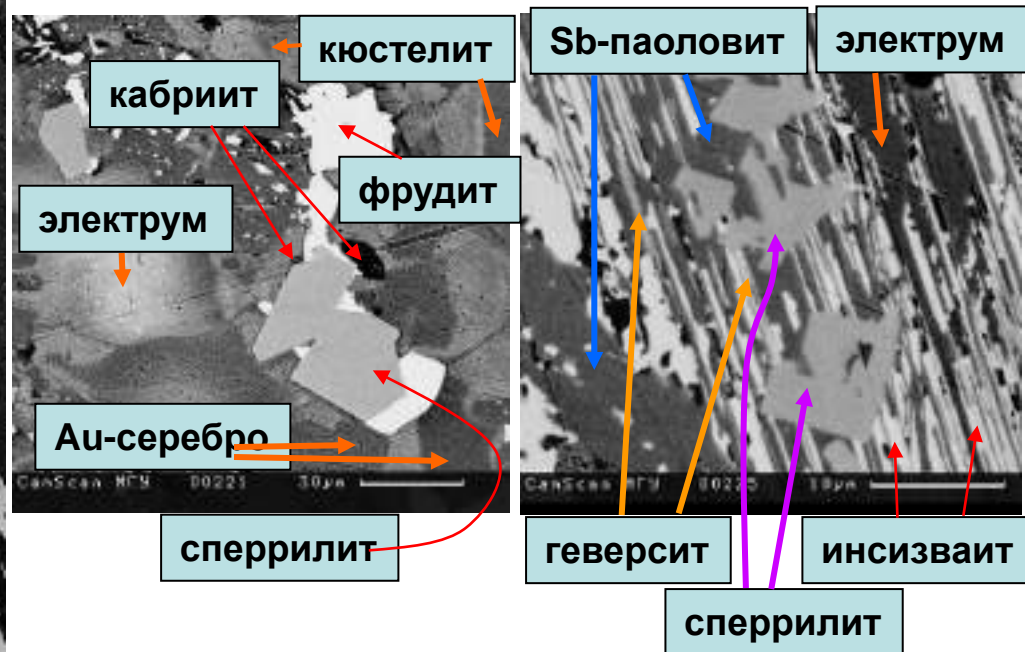 кюстелит
кабриит
фрудит
электрум
Au-серебро
CamScan МГУ 00221 30μm
сперрилит
Sb-паоловит
электрум
CamScan МГУ 00225 10μm
геверсит
инсизваит
сперрилит